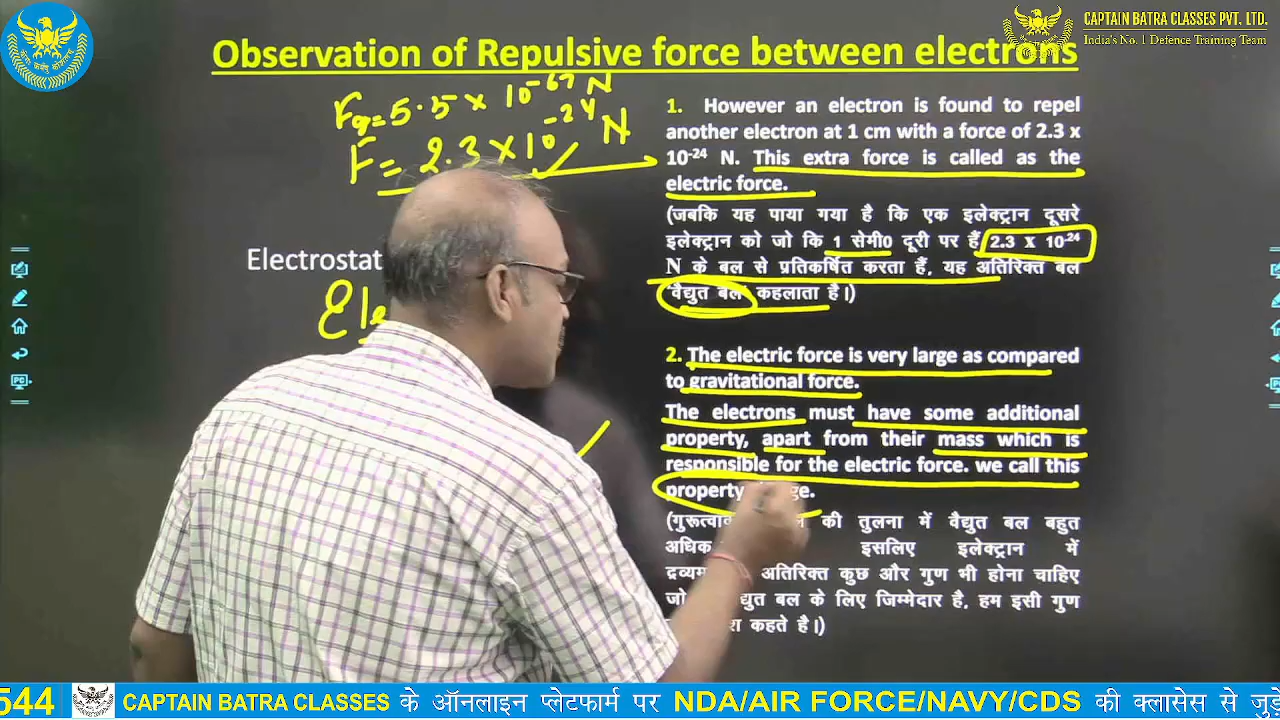 CAPTAIN BATRA CLASSES PVT. LTD.
India's No. 1 Defence Training Team
Observation of Repulsive force between electrons
Fg = 5.5 x 10-67 N
F = 2.3 x 10-24 N
1. However an electron is found to repel
another electron at 1 cm with a force of 2.3 x
10-24 N. This extra force is called as the
electric force.
(जबकि यह पाया गया है कि एक इलेक्ट्रान दूसरे
इलेक्ट्रान को जो कि 1 सेमी0 दूरी पर हैं 2.3 X 10-24
N के बल से प्रतिकर्षित करता हैं, यह अतिरिक्त बल
वैद्युत बल कहलाता है।)
Electrostat
Ele
2. The electric force is very large as compared
to gravitational force.
The electrons must have some additional
property, apart from their mass which is
responsible for the electric force. we call this
property
की तुलना में वैद्युत बल बहुत
अधिक इसलिए इलेक्ट्रान में
अतिरिक्त कुछ और गुण भी होना चाहिए
जो बल के लिए जिम्मेदार है, हम इसी गुण
कहते है।)
544 CAPTAIN BATRA CLASSES के ऑनलाइन प्लेटफार्म पर NDA/AIR FORCE/NAVY/CDS की क्लासेस से जुड़े